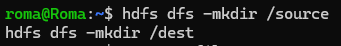 roma@Roma:~$ hdfs dfs -mkdir /source
hdfs dfs -mkdir /dest